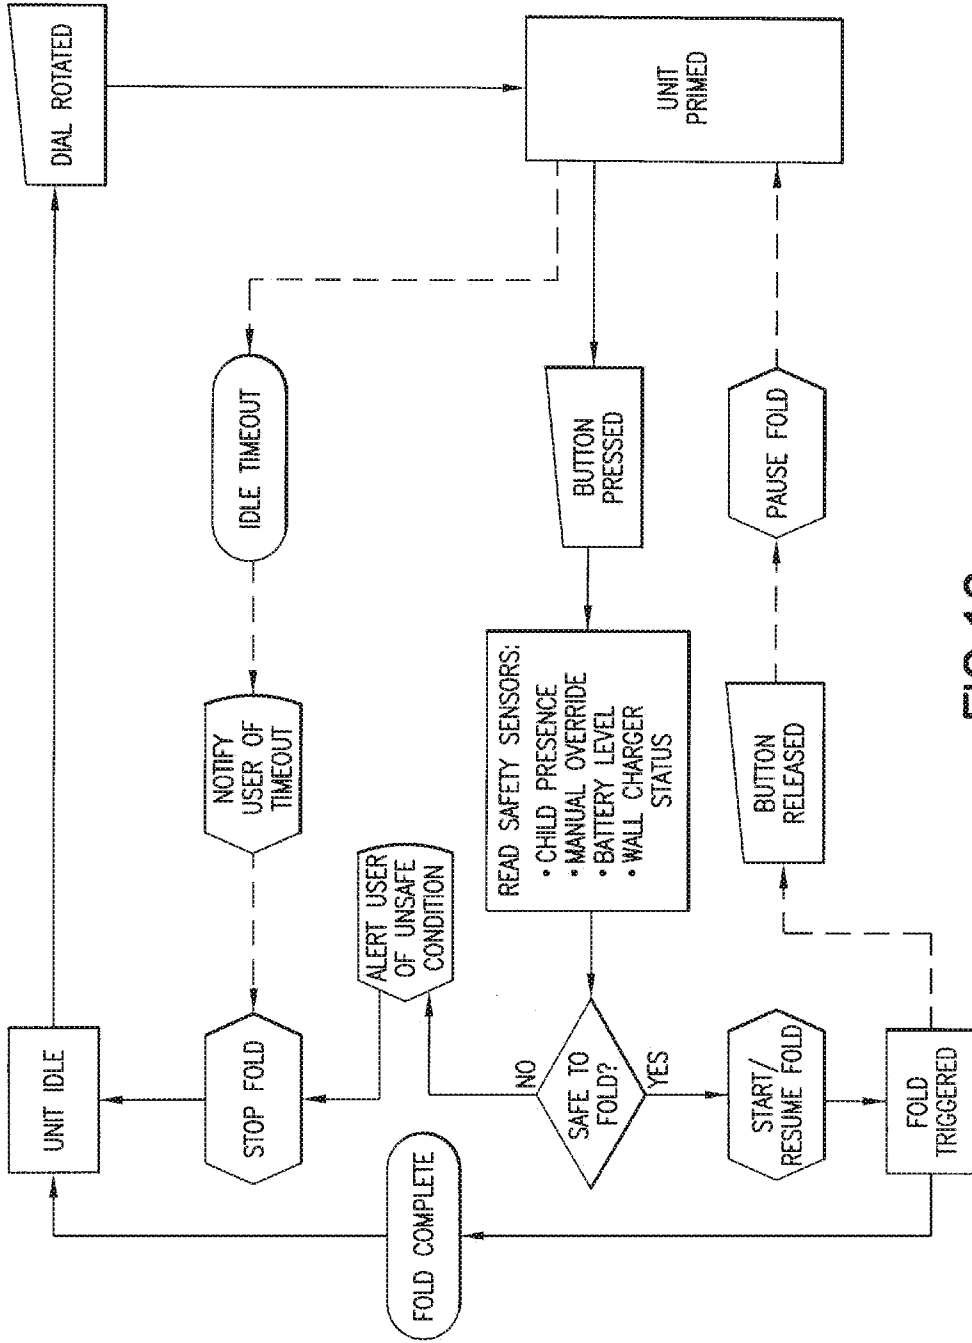 UNIT IDLE
DIAL ROTATED
STOP FOLD
NOTIFY
USER OF
TIMEOUT
IDLE TIMEOUT
FOLD COMPLETE
ALERT USER
OF UNSAFE
CONDITION
NO
SAFE TO
FOLD?
YES
READ SAFETY SENSORS:
• CHILD PRESENCE
• MANUAL OVERRIDE
• BATTERY LEVEL
• WALL CHARGER
STATUS
BUTTON
PRESSED
UNIT
PRIMED
START/
RESUME FOLD
BUTTON
RELEASED
PAUSE FOLD
FOLD
TRIGGERED